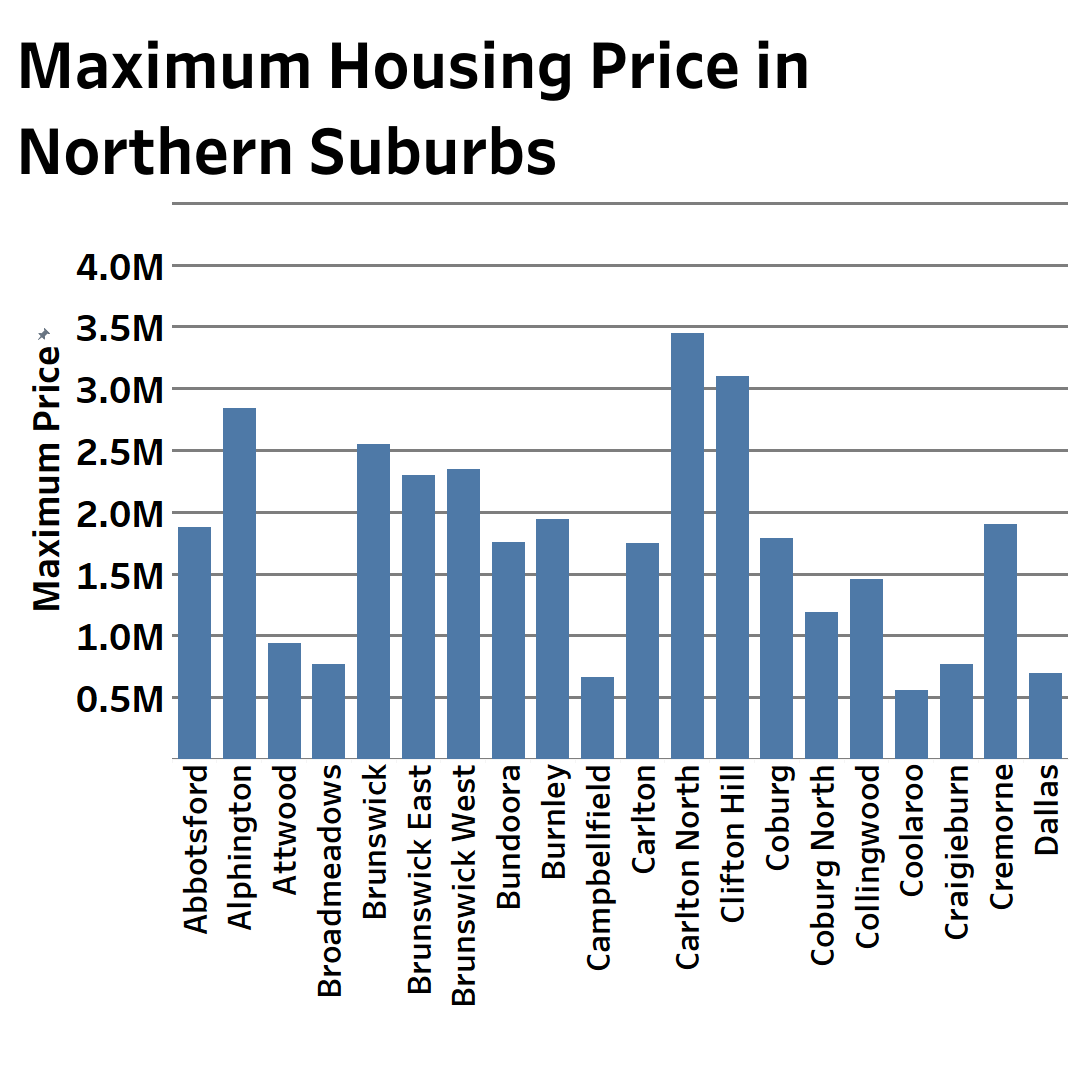 Maximum Housing Price in
Northern Suburbs
4.0M
3.5M
3.0M
2.5M
2.0M
1.5M
1.0M
0.5M
Maximum Price
Abbotsford
Alphington
Attwood
Broadmeadows
Brunswick
Brunswick East
Brunswick West
Bundoora
Burnley
Campbellfield
Carlton
Carlton North
Clifton Hill
Coburg
Coburg North
Collingwood
Coolaroo
Craigieburn
Cremorne
Dallas